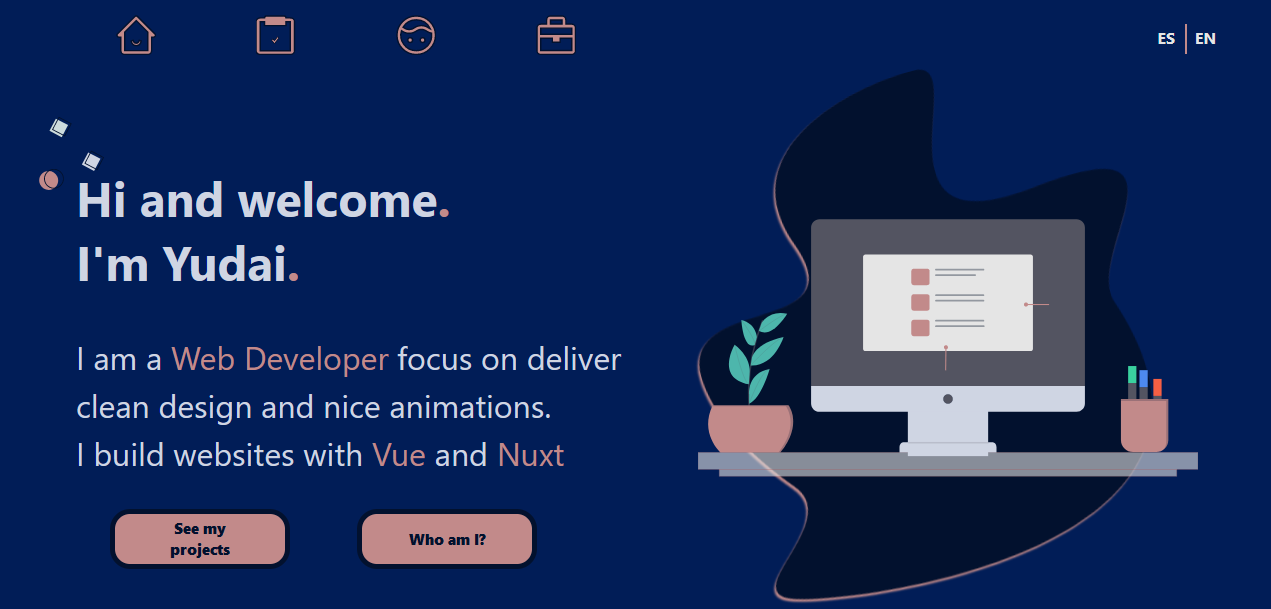 ES | EN
Hi and welcome.
I'm Yudai.
I am a Web Developer focus on deliver
clean design and nice animations.
I build websites with Vue and Nuxt
See my
projects
Who am I?